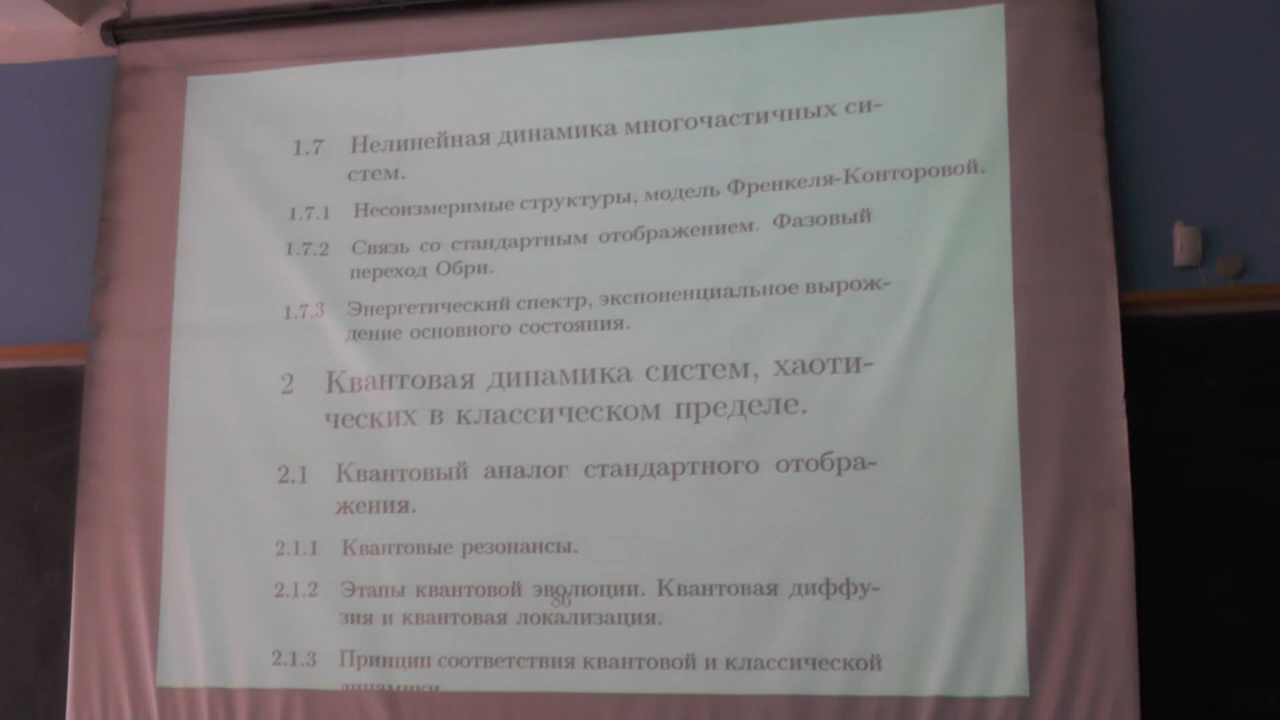 1.7 Нелинейная динамика многочастичных си-
стем.
1.7.1 Несоизмеримые структуры, модель Френкеля-Конторовой.
1.7.2 Связь со стандартным отображением. Фазовый
переход Обри.
1.7.3 Энергетический спектр, экспоненциальное вырож-
дение основного состояния.
2 Квантовая динамика систем, хаоти-
ческих в классическом пределе.
2.1 Квантовый аналог стандартного отобра-
жения.
2.1.1 Квантовые резонансы.
2.1.2 Этапы квантовой эволюции. Квантовая диффу-
86
зия и квантовая локализация.
2.1.3 Принцип соответствия квантовой и классической
динамики